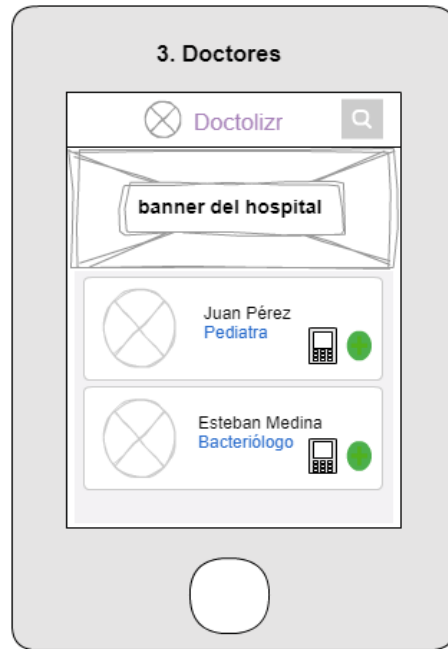 3. Doctores
Doctolizr
banner del hospital
Juan Pérez
Pediatra
Esteban Medina
Bacteriólogo